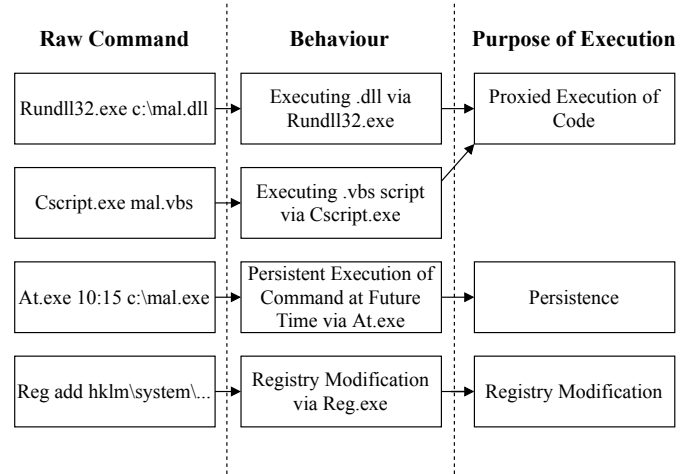 Raw Command
Behaviour
Purpose of Execution
Rundll32.exe c:\mal.dll
Executing .dll via
Rundll32.exe
Proxied Execution of
Code
Cscript.exe mal.vbs
Executing .vbs script
via Cscript.exe
At.exe 10:15 c:\mal.exe
Persistent Execution of
Command at Future
Time via At.exe
Persistence
Reg add hklm\system\...
Registry Modification
via Reg.exe
Registry Modification